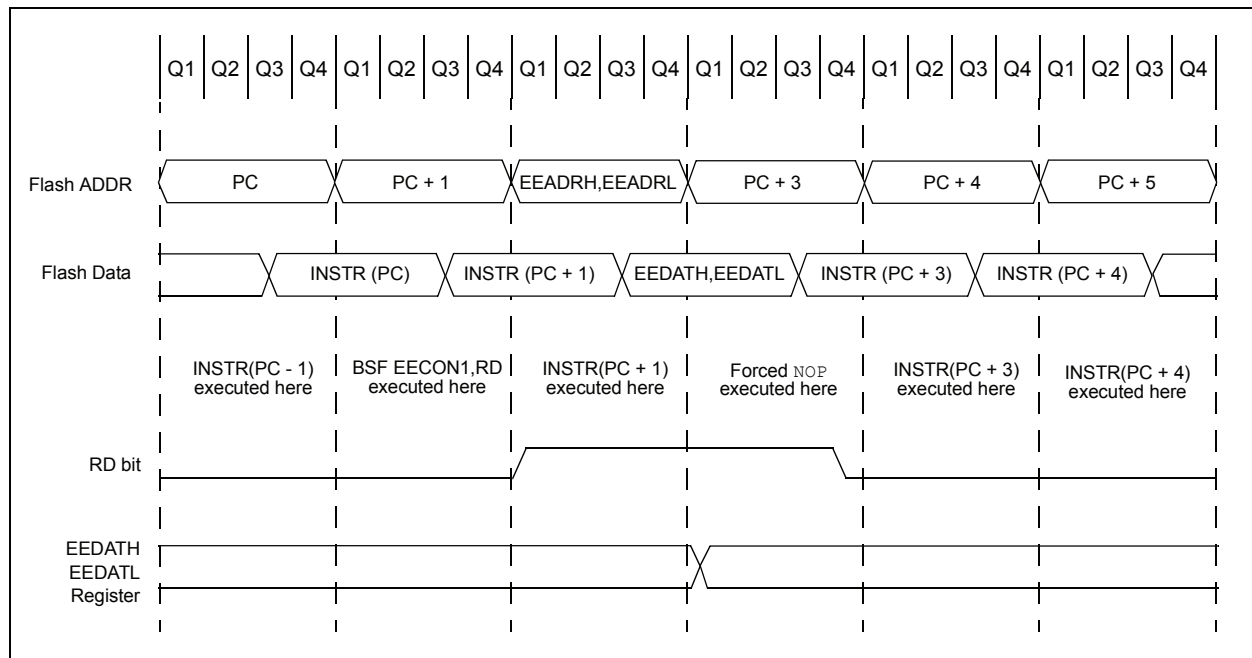 Q1 Q2 Q3 Q4 Q1 Q2 Q3 Q4 Q1 Q2 Q3 Q4 Q1 Q2 Q3 Q4 Q1 Q2 Q3 Q4 Q1 Q2 Q3 Q4
Flash ADDR PC PC + 1 EEADRH,EEADRL PC + 3 PC + 4 PC + 5
Flash Data INSTR (PC) INSTR (PC + 1) EEDATH,EEDATL INSTR (PC + 3) INSTR (PC + 4)
INSTR(PC - 1) BSF EECON1,RD INSTR(PC + 1) Forced NOP INSTR(PC + 3) INSTR(PC + 4)
executed here executed here executed here executed here executed here executed here
RD bit
EEDATH
EEDATL
Register